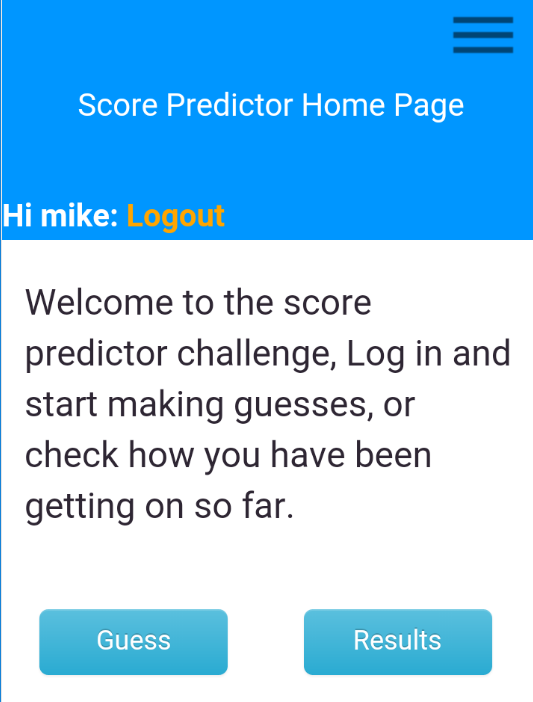 Score Predictor Home Page
Hi mike: Logout
Welcome to the score
predictor challenge, Log in and
start making guesses, or
check how you have been
getting on so far.
Guess
Results